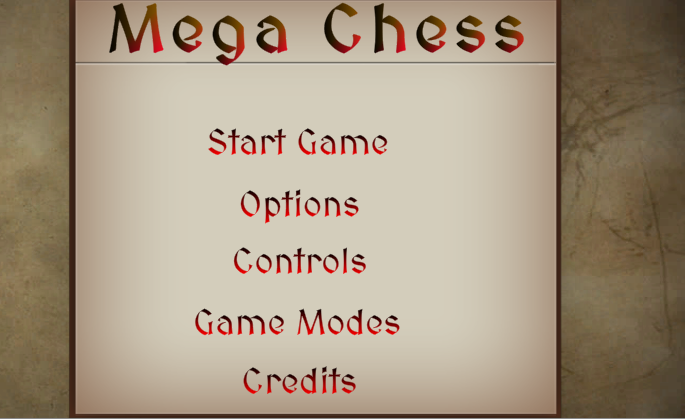 Mega Chess
Start Game
Options
Controls
Game Modes
Credits